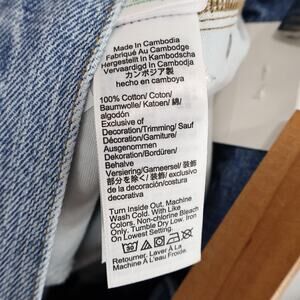 Made In Cambodia
Fabriqué Au Cambodge
Hergestellt In Kambodscha
Vervaardigd In Cambodja
カンボジア製
hecho en camboya
100% Cotton/ Coton/
Baumwolle/ Katoen/ 綿/
algodón
Exclusive of
Decoration/Trimming/ Sauf
Décoration/Garniture/
Ausgenommen
Dekoration/Bordüren/
Behalve
Versiering/Garneersel/ 装飾
部分を除く/ 装飾/ exclusivo
de la decoración/costura
decorativa
Turn Inside Out, Machine
Wash Cold. With Like
Colors, Non-chlorine Bleach
Only. Tumble Dry Low. Iron
On Lowest Setting.
Retourner, Laver À La
Machine À L'eau Froide.